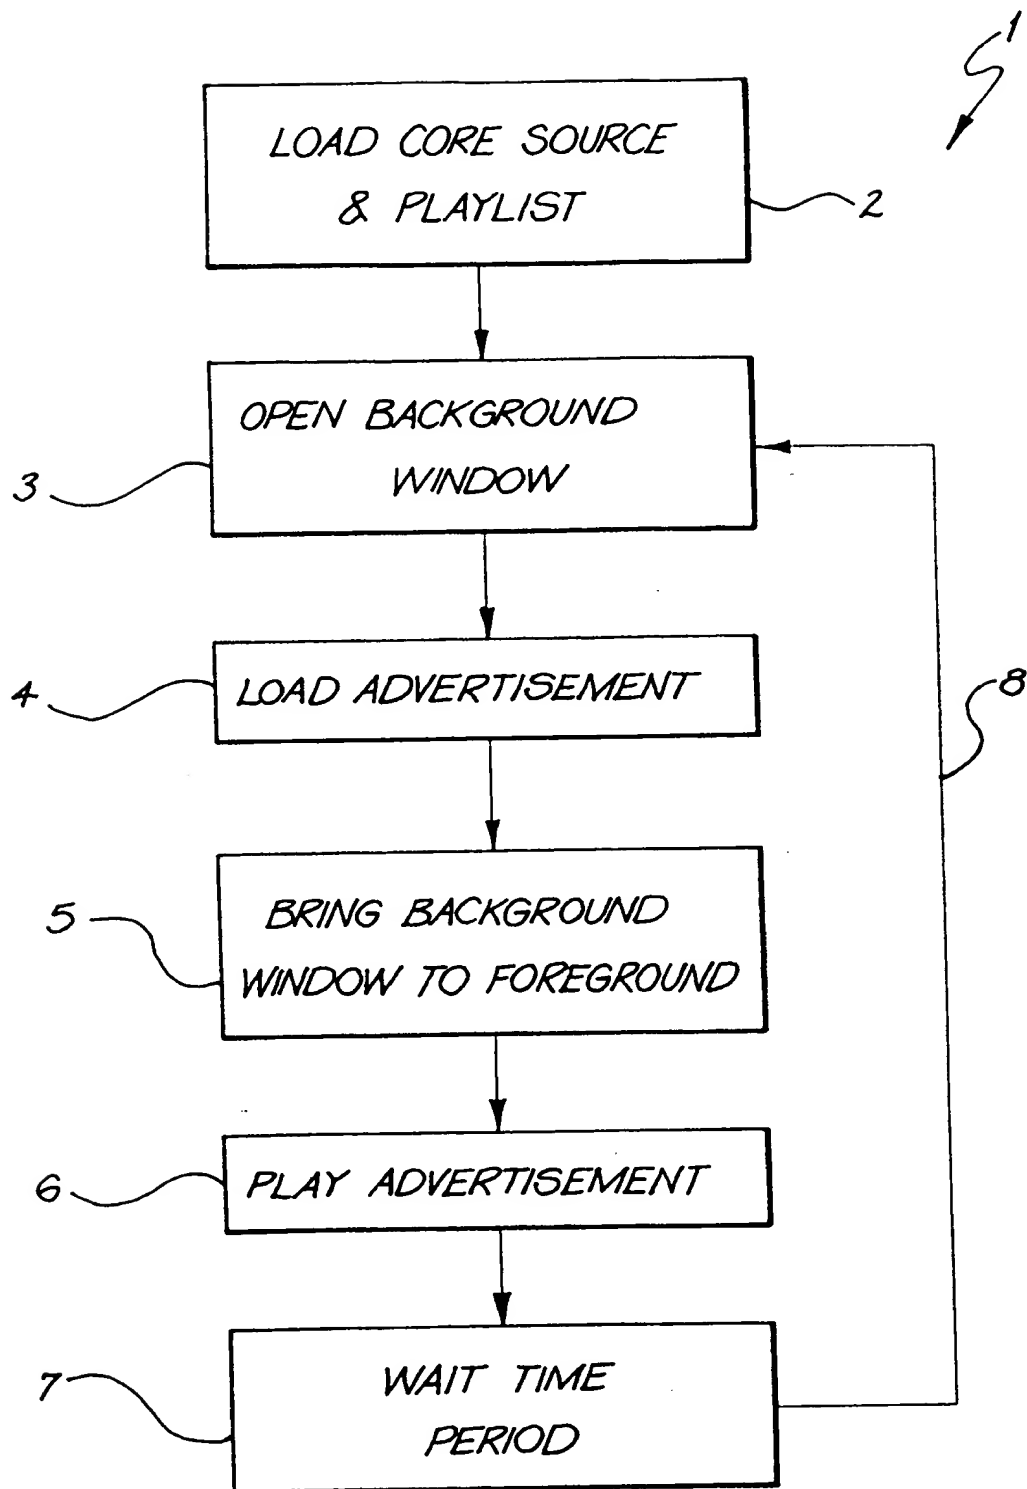 1
LOAD CORE SOURCE
& PLAYLIST
2
OPEN BACKGROUND
WINDOW
3
4
LOAD ADVERTISEMENT
8
5
BRING BACKGROUND
WINDOW TO FOREGROUND
6
PLAY ADVERTISEMENT
7
WAIT TIME
PERIOD